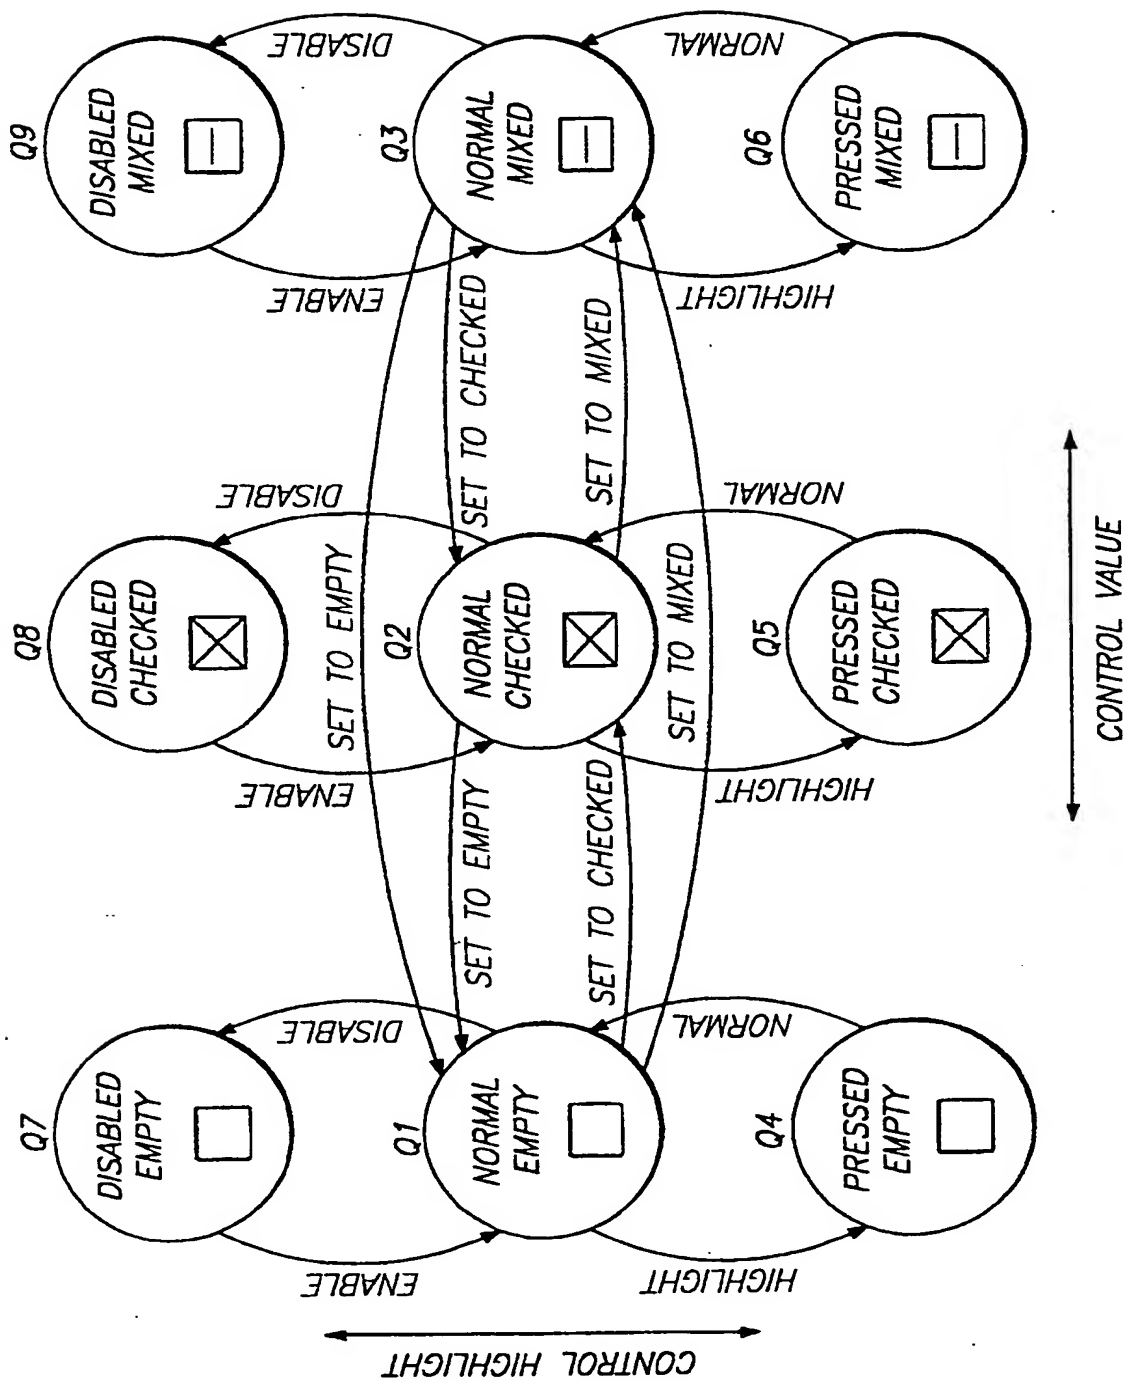 Q7
DISABLED
EMPTY
Q8
DISABLED
CHECKED
Q9
DISABLED
MIXED
ENABLE
DISABLE
ENABLE
DISABLE
ENABLE
DISABLE
SET TO EMPTY
Q1
NORMAL
EMPTY
SET TO EMPTY
Q2
NORMAL
CHECKED
SET TO CHECKED
Q3
NORMAL
MIXED
SET TO CHECKED
SET TO MIXED
SET TO MIXED
HIGHLIGHT
NORMAL
HIGHLIGHT
NORMAL
HIGHLIGHT
NORMAL
Q4
PRESSED
EMPTY
Q5
PRESSED
CHECKED
Q6
PRESSED
MIXED
CONTROL HIGHLIGHT
CONTROL VALUE